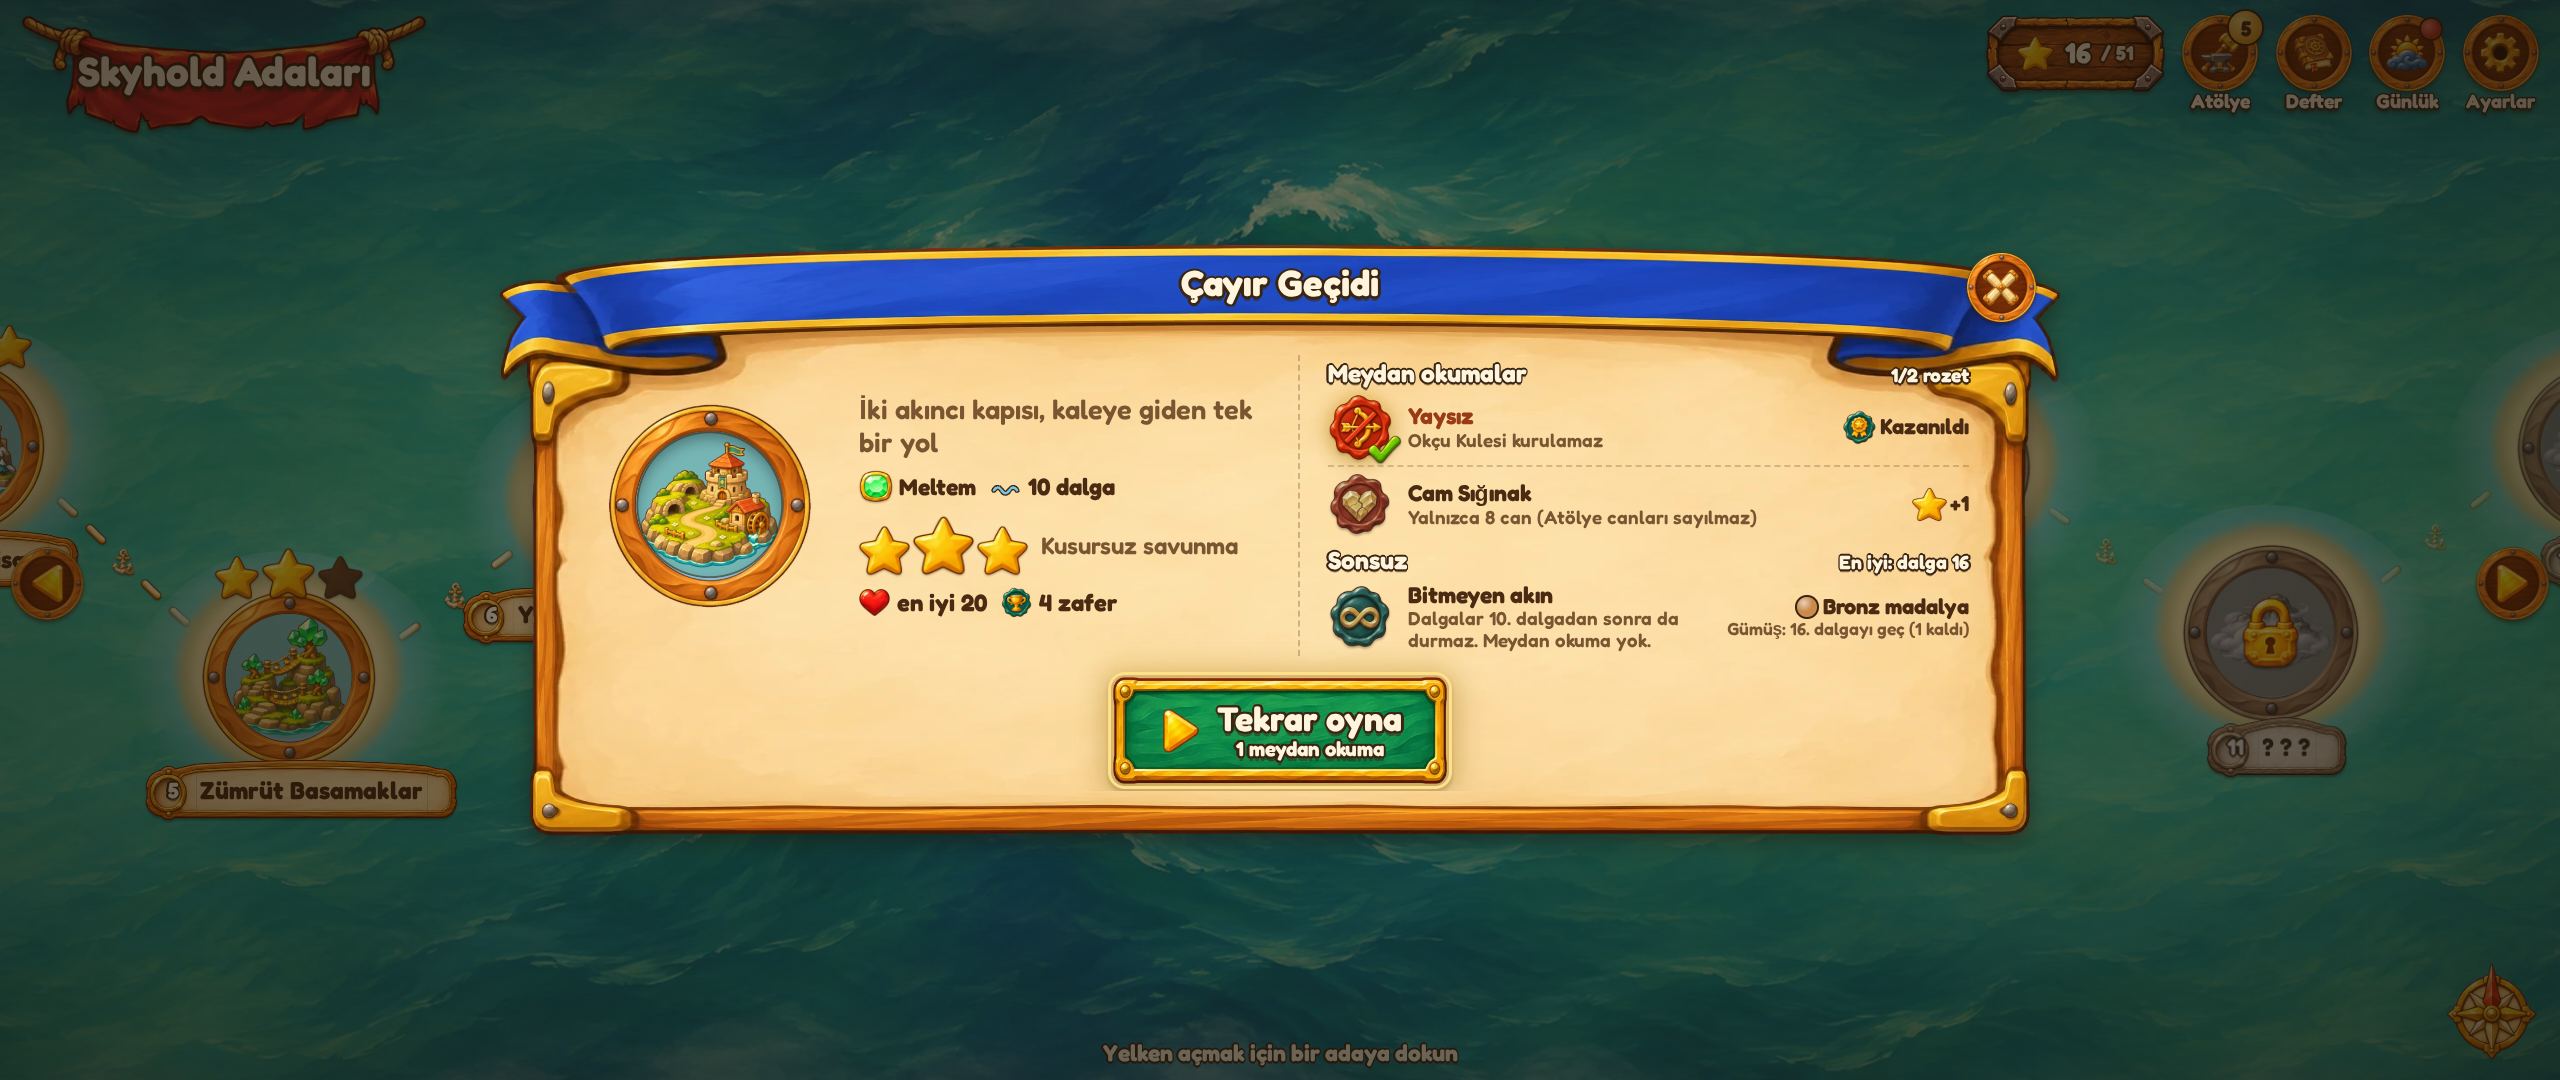 Skyhold Adaları
16 / 51
5
Atölye
Defter
Günlük
Ayarlar
Çayır Geçidi
İki akıncı kapısı, kaleye giden tek
bir yol
Meltem
10 dalga
Kusursuz savunma
en iyi 20
4 zafer
Meydan okumalar
1/2 rozet
Yaysız
Okçu Kulesi kurulamaz
Kazanıldı
Cam Sığınak
Yalnızca 8 can (Atölye canları sayılmaz)
+1
Sonsuz
En iyi: dalga 16
Bitmeyen akın
Dalgalar 10. dalgadan sonra da
durmaz. Meydan okuma yok.
Bronz madalya
Gümüş: 16. dalgayı geç (1 kaldı)
Tekrar oyna
1 meydan okuma
5 Zümrüt Basamaklar
6
11 ? ? ?
Yelken açmak için bir adaya dokun